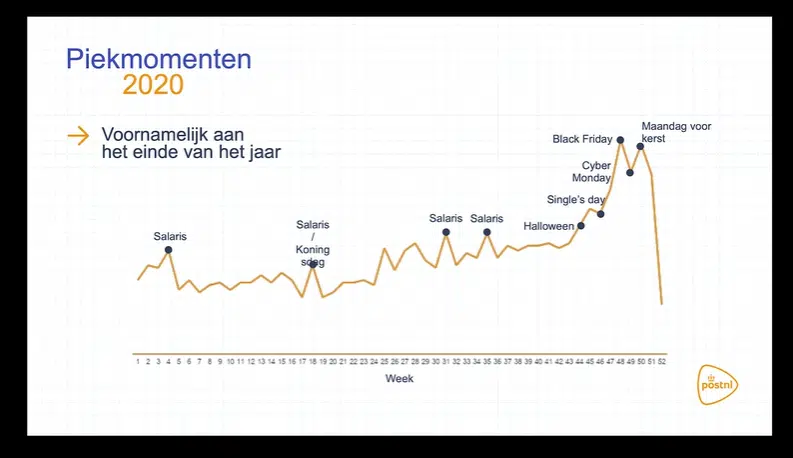 Piekmomenten
2020
Voornamelijk aan
het einde van het jaar
Salaris
Salaris
/
Koning
sdag
Salaris
Salaris
Halloween
Single's day
Cyber
Monday
Black Friday
Maandag voor
kerst
1 2 3 4 5 6 7 8 9 10 11 12 13 14 15 16 17 18 19 20 21 22 23 24 25 26 27 28 29 30 31 32 33 34 35 36 37 38 39 40 41 42 43 44 45 46 47 48 49 50 51 52
Week
postnl